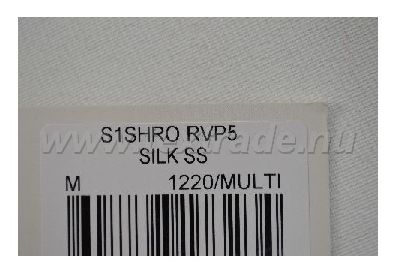 S1SHRO RVP5
SILK SS
M 1220/MULTI